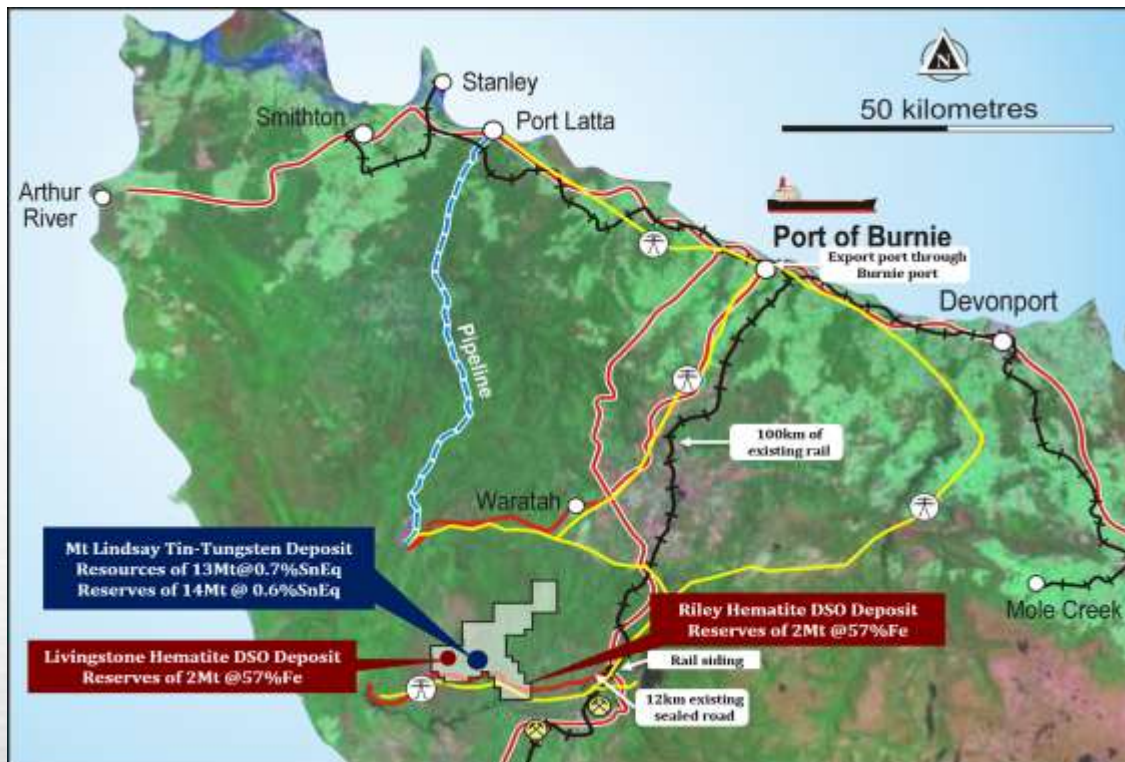 N
50 kilometres
Stanley
Smithton
Port Latta
Arthur
River
Port of Burnie
Export port through
Burnie port
Devonport
Pipeline
100km of
existing rail
Waratah
Mt Lindsay Tin-Tungsten Deposit
Resources of 13Mt@0.7%SnEq
Reserves of 14Mt @ 0.6%SnEq
Mole Creek
Riley Hematite DSO Deposit
Reserves of 2Mt @57%Fe
Livingstone Hematite DSO Deposit
Reserves of 2Mt @57%Fe
Rail siding
12km existing
sealed road